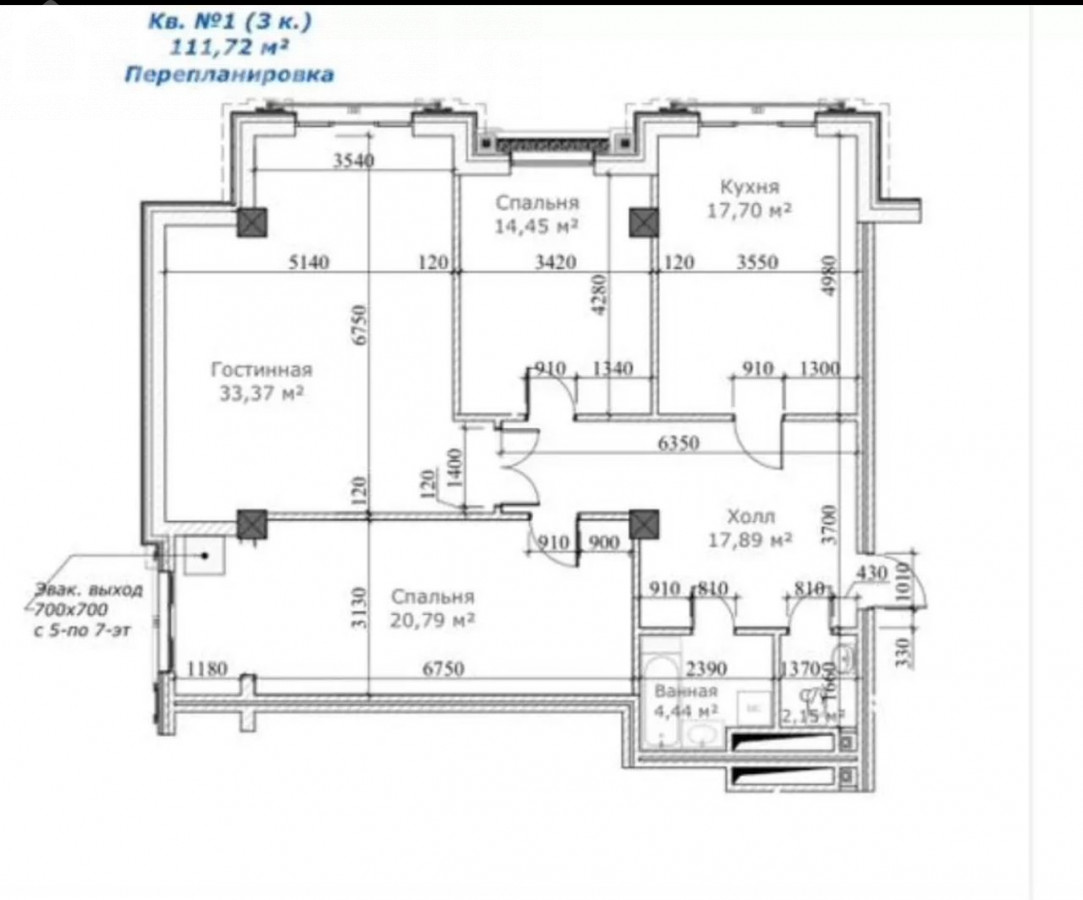 Кв. №1 (3 к.)
111,72 м²
Перепланировка
3540
Спальня
14,45 м²
Кухня
17,70 м²
5140
120
3420
120
3550
4980
4280
6750
Гостинная
33,37 м²
910
1340
910
1300
6350
1400
120
120
Холл
17,89 м²
3700
910
900
Эвак. выход
700х700
с 5-по 7-эт
Спальня
20,79 м²
3130
910
810
810
430
1010
330
1180
6750
2390
1370
1660
Ванная
4,44 м²
2,15 м²